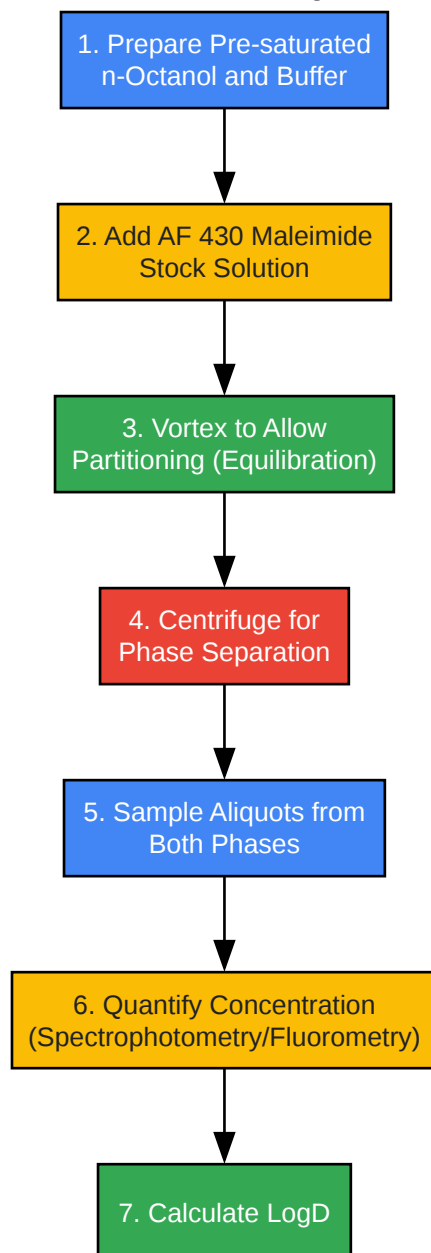 1. Prepare Pre-saturated
n-Octanol and Buffer
2. Add AF 430 Maleimide
Stock Solution
3. Vortex to Allow
Partitioning (Equilibration)
4. Centrifuge for
Phase Separation
5. Sample Aliquots from
Both Phases
6. Quantify Concentration
(Spectrophotometry/Fluorometry)
7. Calculate LogD